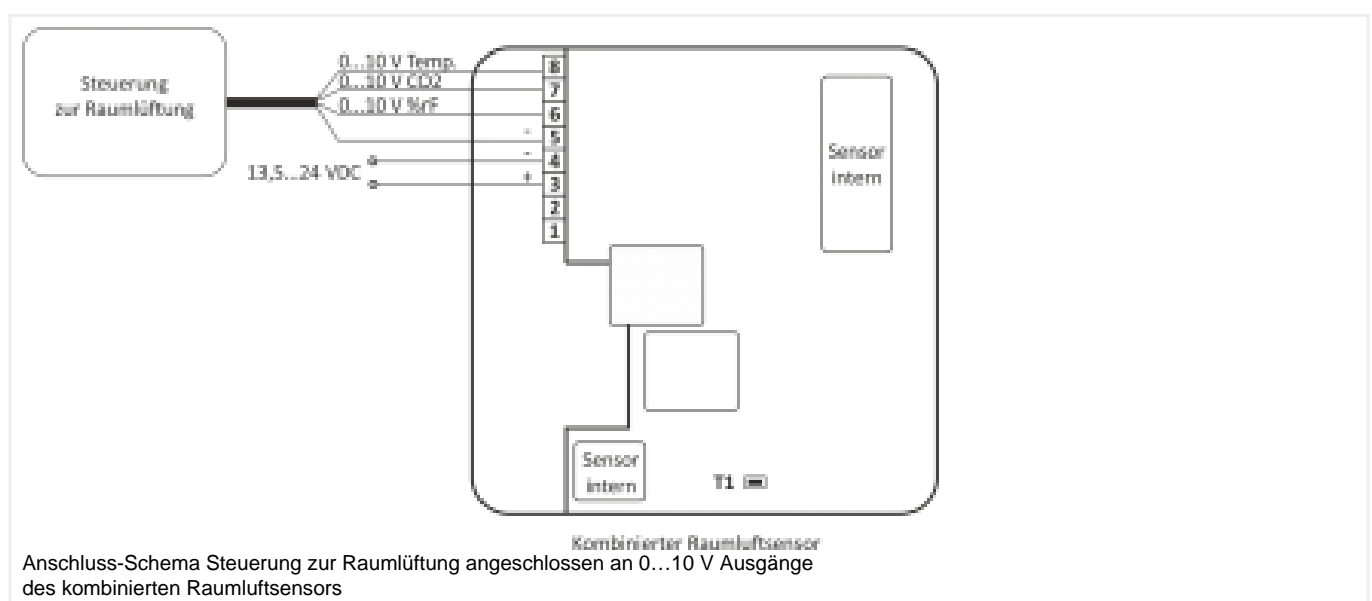 Steuerung
zur Raumlüftung
0...10 V Temp.
0...10 V CO2
0...10 V %rF
-
-
+
13,5...24 VDC
8
7
6
5
4
3
2
1
Sensor
intern
Sensor
intern
T1
Kombinierter Raumluftsensor
Anschluss-Schema Steuerung zur Raumlüftung angeschlossen an 0…10 V Ausgänge
des kombinierten Raumluftsensors